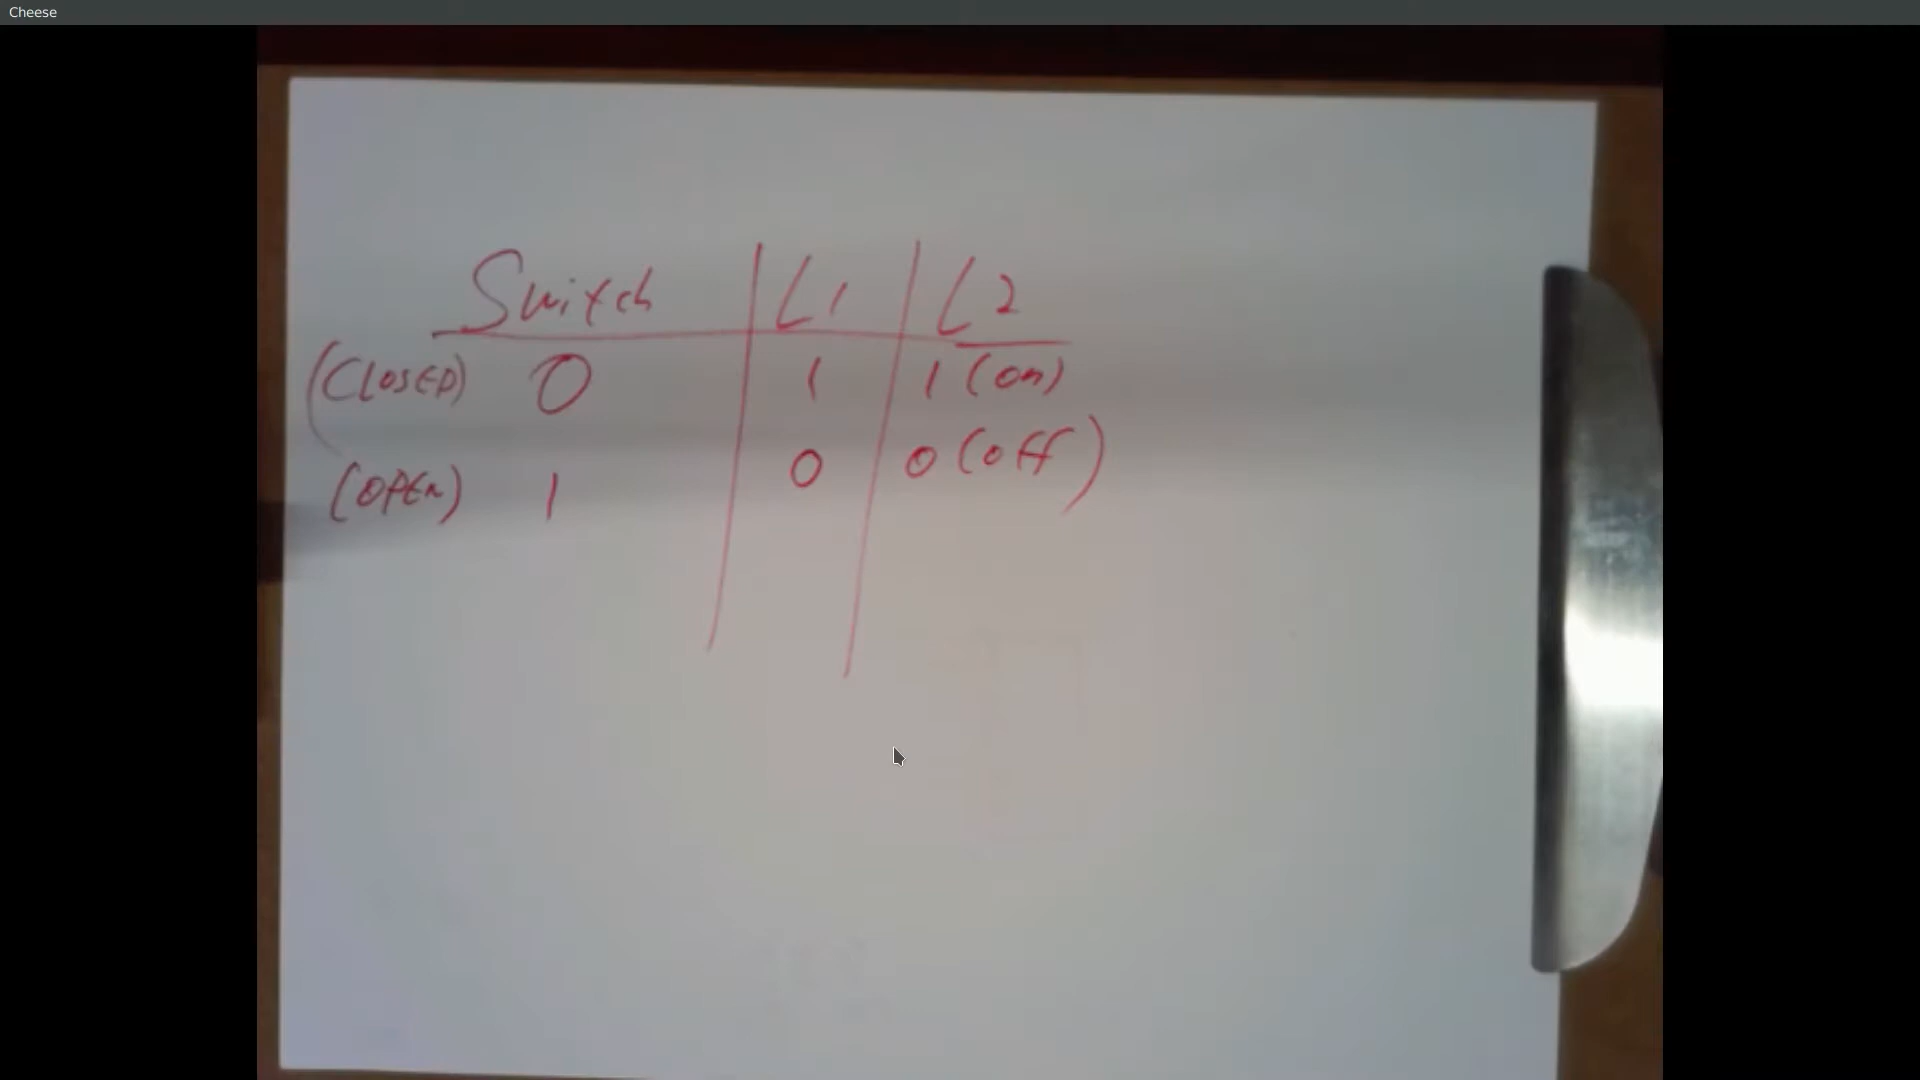 Cheese
Switch L1 L2
(CLOSED) 0 1 1 (on)
(OPEN) 1 0 0 (off)